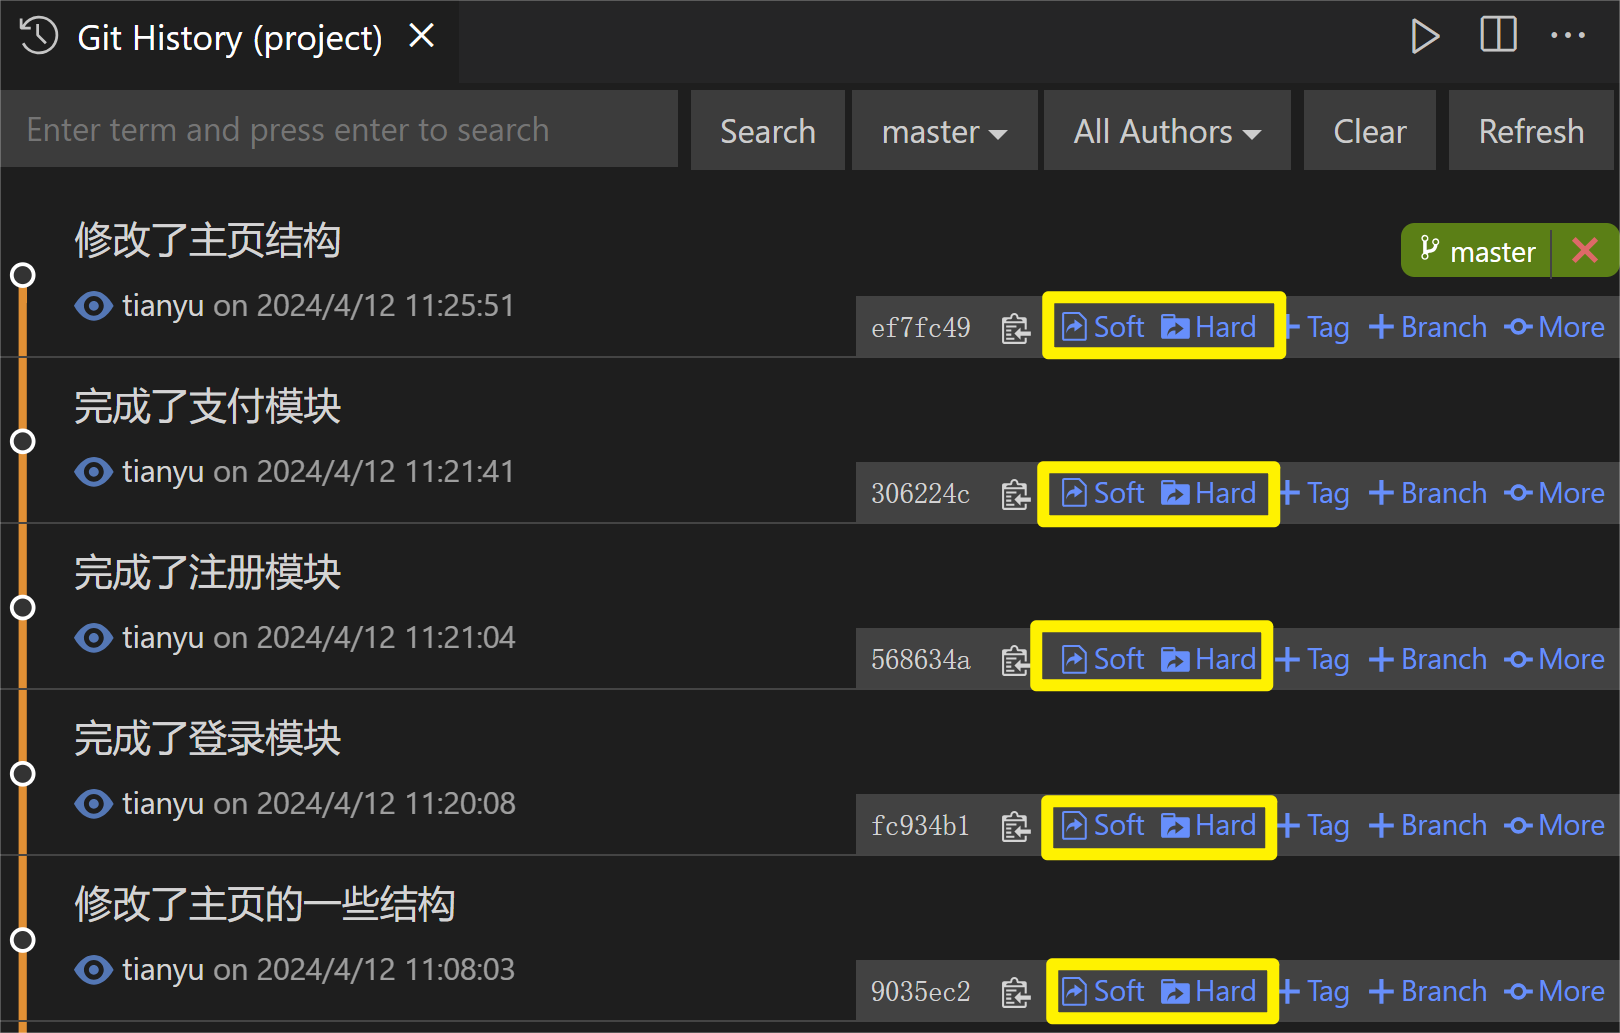 Git History (project)
Enter term and press enter to search Search master All Authors Clear Refresh
修改了主页结构
master
tianyu on 2024/4/12 11:25:51
ef7fc49 Soft Hard Tag Branch More
完成了支付模块
tianyu on 2024/4/12 11:21:41
306224c Soft Hard Tag Branch More
完成了注册模块
tianyu on 2024/4/12 11:21:04
568634a Soft Hard Tag Branch More
完成了登录模块
tianyu on 2024/4/12 11:20:08
fc934b1 Soft Hard Tag Branch More
修改了主页的一些结构
tianyu on 2024/4/12 11:08:03
9035ec2 Soft Hard Tag Branch More